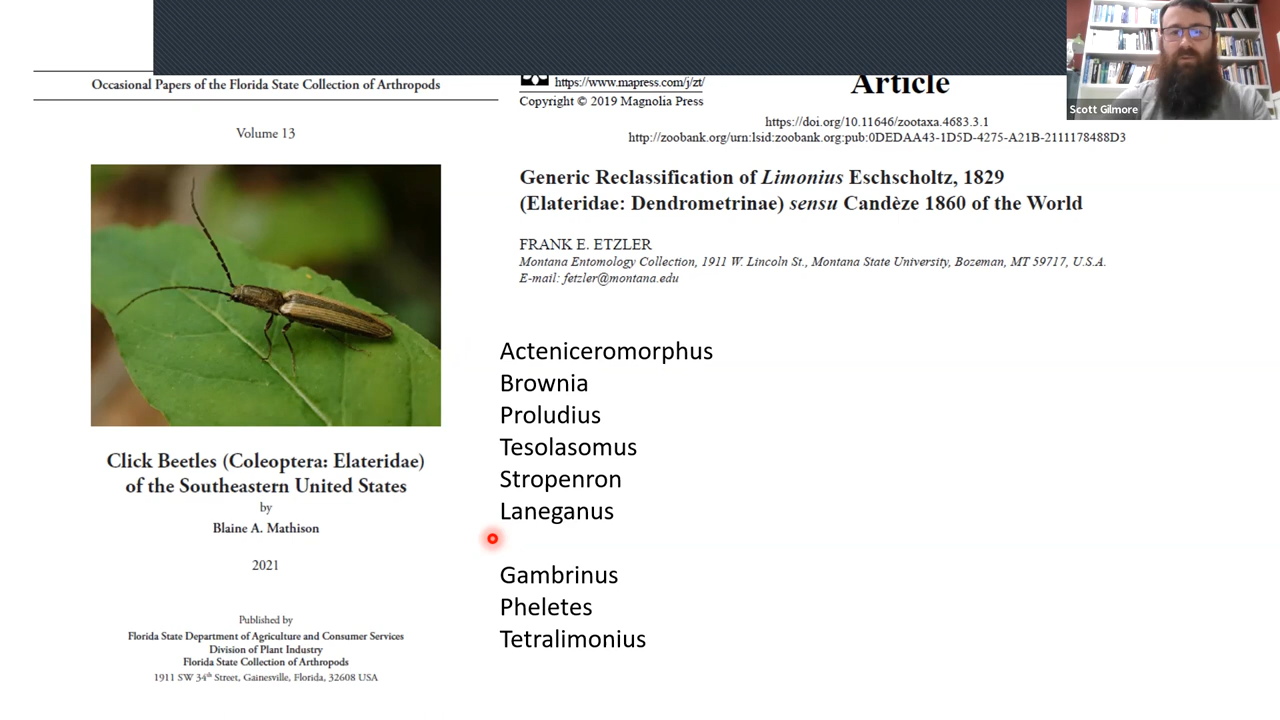 Occasional Papers of the Florida State Collection of Arthropods
Volume 13
Click Beetles (Coleoptera: Elateridae)
of the Southeastern United States
by
Blaine A. Mathison
2021
Published by
Florida State Department of Agriculture and Consumer Services
Division of Plant Industry
Florida State Collection of Arthropods
1911 SW 34th Street, Gainesville, Florida, 32608 USA
https://www.mapress.com/j/zt/
Copyright © 2019 Magnolia Press
Article
https://doi.org/10.11646/zootaxa.4683.3.1
http://zoobank.org/urn:lsid:zoobank.org:pub:0DEDAA43-1D5D-4275-A21B-2111178488D3
Generic Reclassification of Limonius Eschscholtz, 1829
(Elateridae: Dendrometrinae) sensu Candèze 1860 of the World
FRANK E. ETZLER
Montana Entomology Collection, 1911 W. Lincoln St., Montana State University, Bozeman, MT 59717, U.S.A.
E-mail: fetzler@montana.edu
Acteniceromorphus
Brownia
Proludius
Tesolasomus
Stropenron
Laneganus
Gambrinus
Pheletes
Tetralimonius
Scott Gilmore